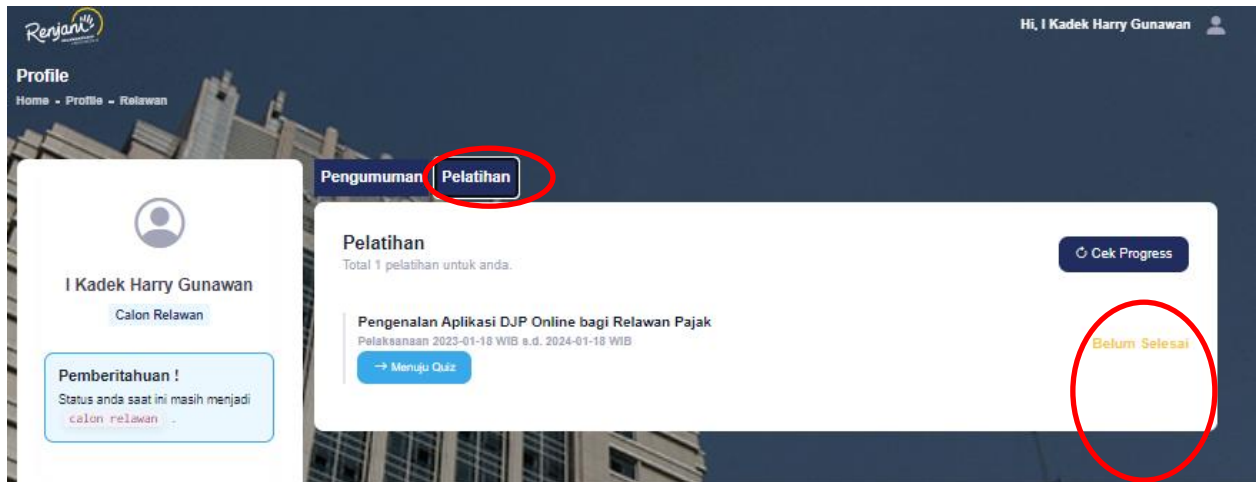 Renjani
Hi, I Kadek Harry Gunawan
Profile
Home - Profile - Relawan
Pengumuman
Pelatihan
I Kadek Harry Gunawan
Calon Relawan
Pemberitahuan !
Status anda saat ini masih menjadi
calon relawan .
Pelatihan
Total 1 pelatihan untuk anda.
Cek Progress
Pengenalan Aplikasi DJP Online bagi Relawan Pajak
Pelaksanaan 2023-01-18 WIB s.d. 2024-01-18 WIB
→ Menuju Quiz
Belum Selesai